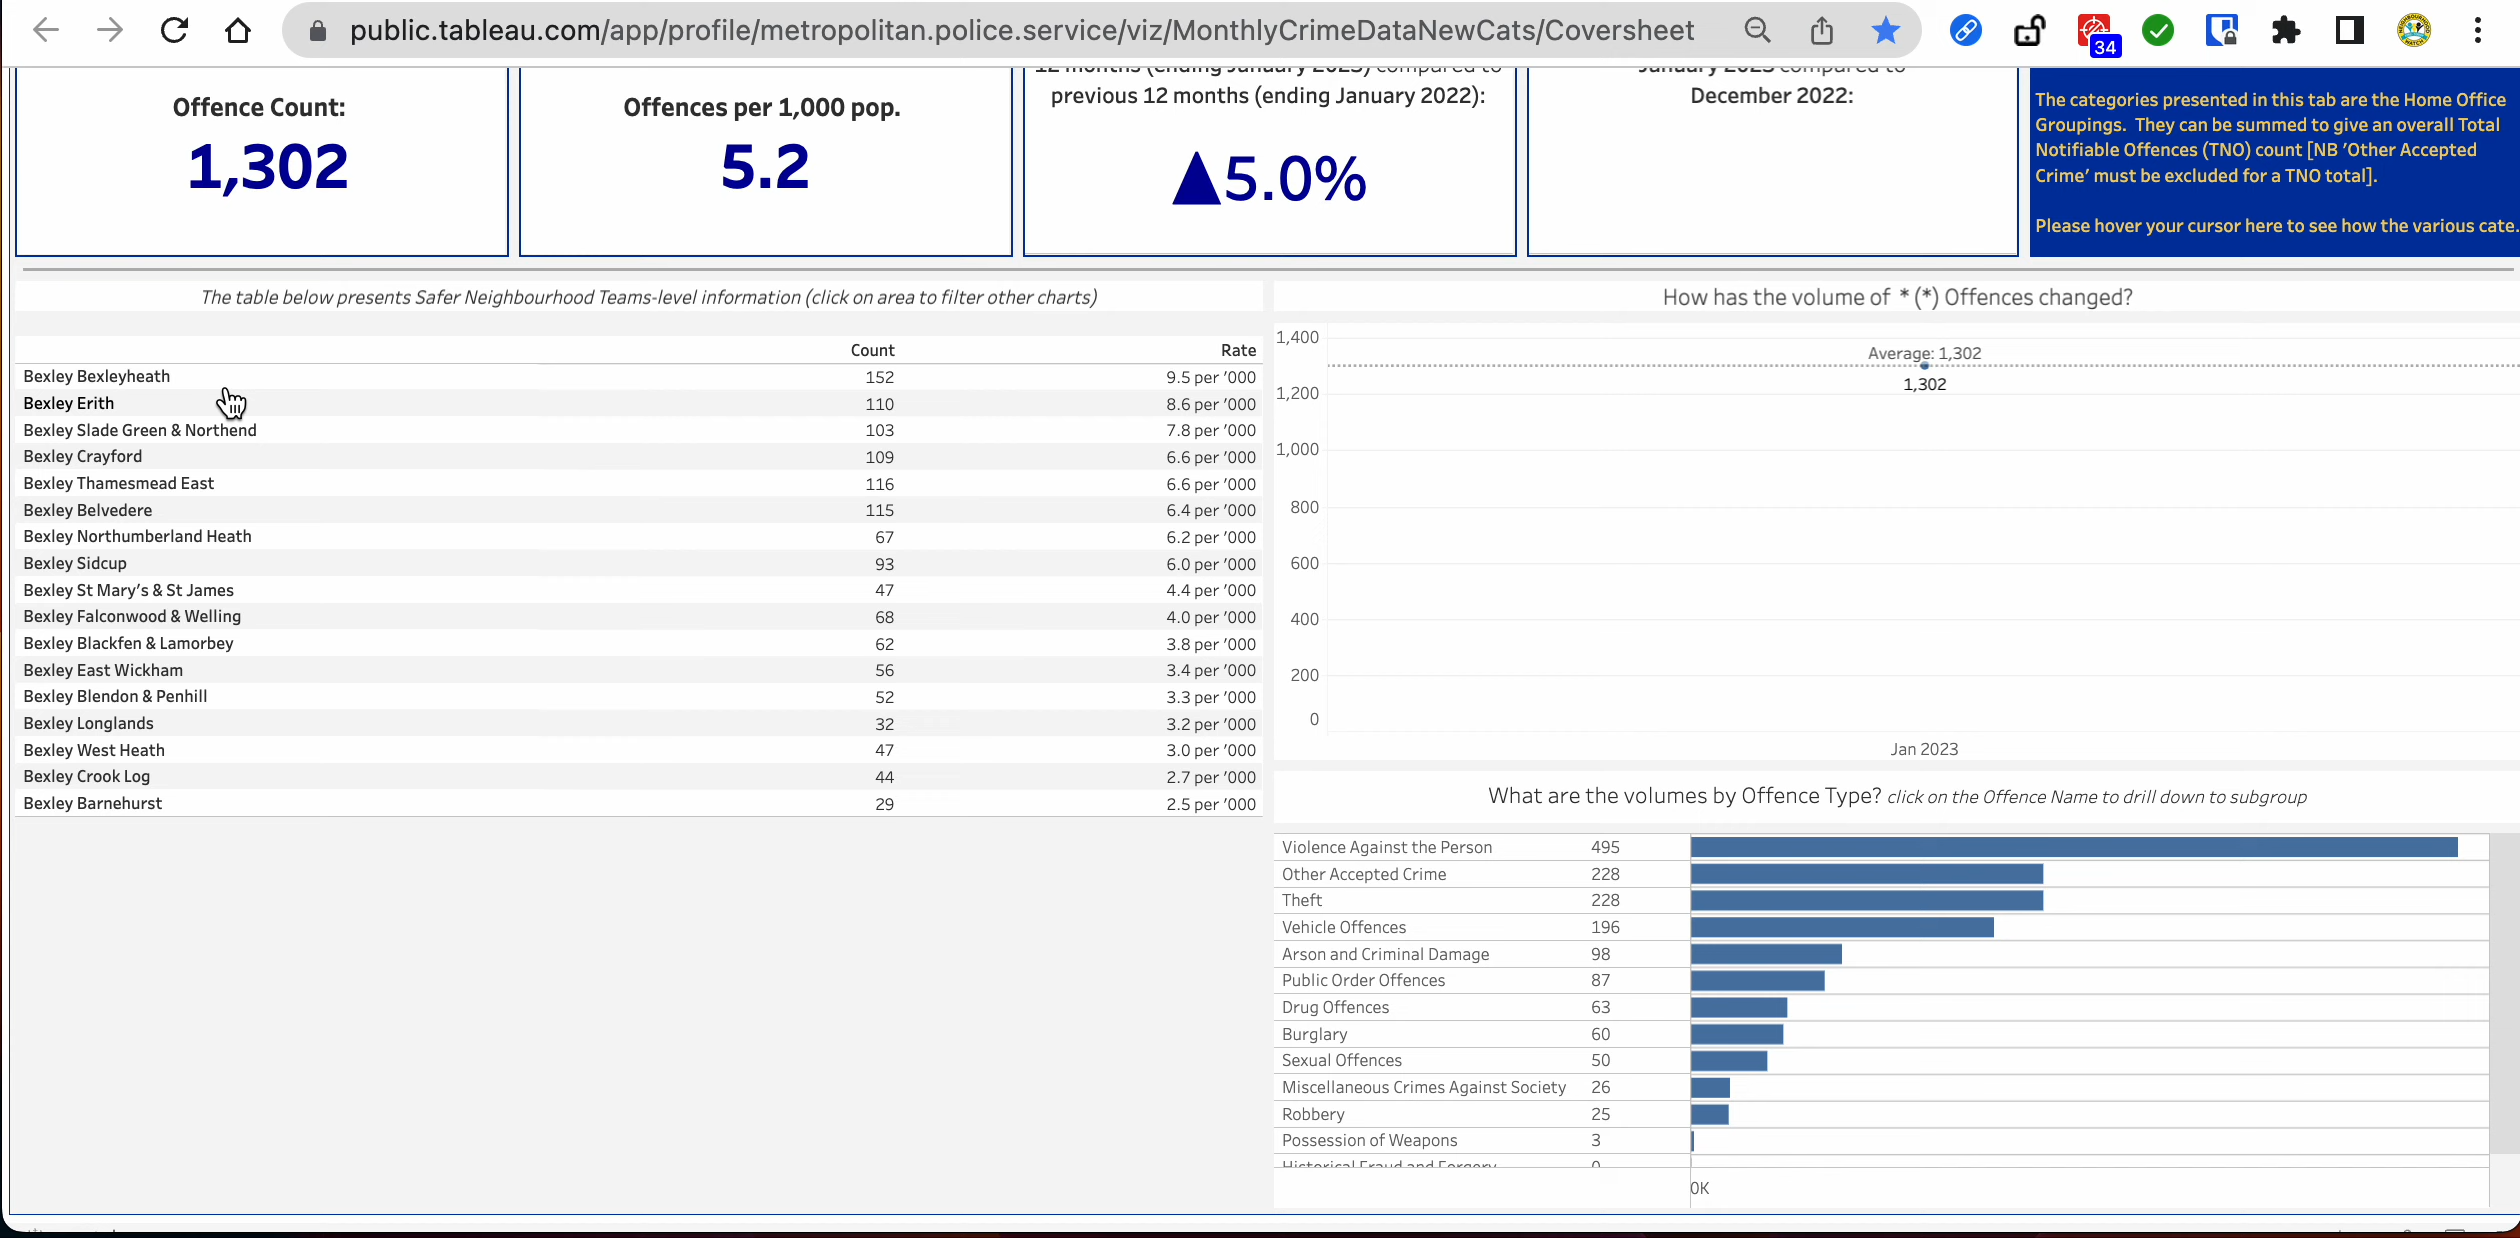 public.tableau.com/app/profile/metropolitan.police.service/viz/MonthlyCrimeDataNewCats/Coversheet
34
Offence Count:
1,302
Offences per 1,000 pop.
5.2
12 months (ending January 2023) compared to
previous 12 months (ending January 2022):
▲5.0%
January 2023 compared to
December 2022:
The categories presented in this tab are the Home Office
Groupings. They can be summed to give an overall Total
Notifiable Offences (TNO) count [NB 'Other Accepted
Crime' must be excluded for a TNO total].
Please hover your cursor here to see how the various cate.
The table below presents Safer Neighbourhood Teams-level information (click on area to filter other charts)
Count Rate
Bexley Bexleyheath 152 9.5 per '000
Bexley Erith 110 8.6 per '000
Bexley Slade Green & Northend 103 7.8 per '000
Bexley Crayford 109 6.6 per '000
Bexley Thamesmead East 116 6.6 per '000
Bexley Belvedere 115 6.4 per '000
Bexley Northumberland Heath 67 6.2 per '000
Bexley Sidcup 93 6.0 per '000
Bexley St Mary's & St James 47 4.4 per '000
Bexley Falconwood & Welling 68 4.0 per '000
Bexley Blackfen & Lamorbey 62 3.8 per '000
Bexley East Wickham 56 3.4 per '000
Bexley Blendon & Penhill 52 3.3 per '000
Bexley Longlands 32 3.2 per '000
Bexley West Heath 47 3.0 per '000
Bexley Crook Log 44 2.7 per '000
Bexley Barnehurst 29 2.5 per '000
How has the volume of * (*) Offences changed?
1,400
Average: 1,302
1,302
1,200
1,000
800
600
400
200
0
Jan 2023
What are the volumes by Offence Type? click on the Offence Name to drill down to subgroup
Violence Against the Person 495
Other Accepted Crime 228
Theft 228
Vehicle Offences 196
Arson and Criminal Damage 98
Public Order Offences 87
Drug Offences 63
Burglary 60
Sexual Offences 50
Miscellaneous Crimes Against Society 26
Robbery 25
Possession of Weapons 3
Historical Fraud and Forgery 0
0K